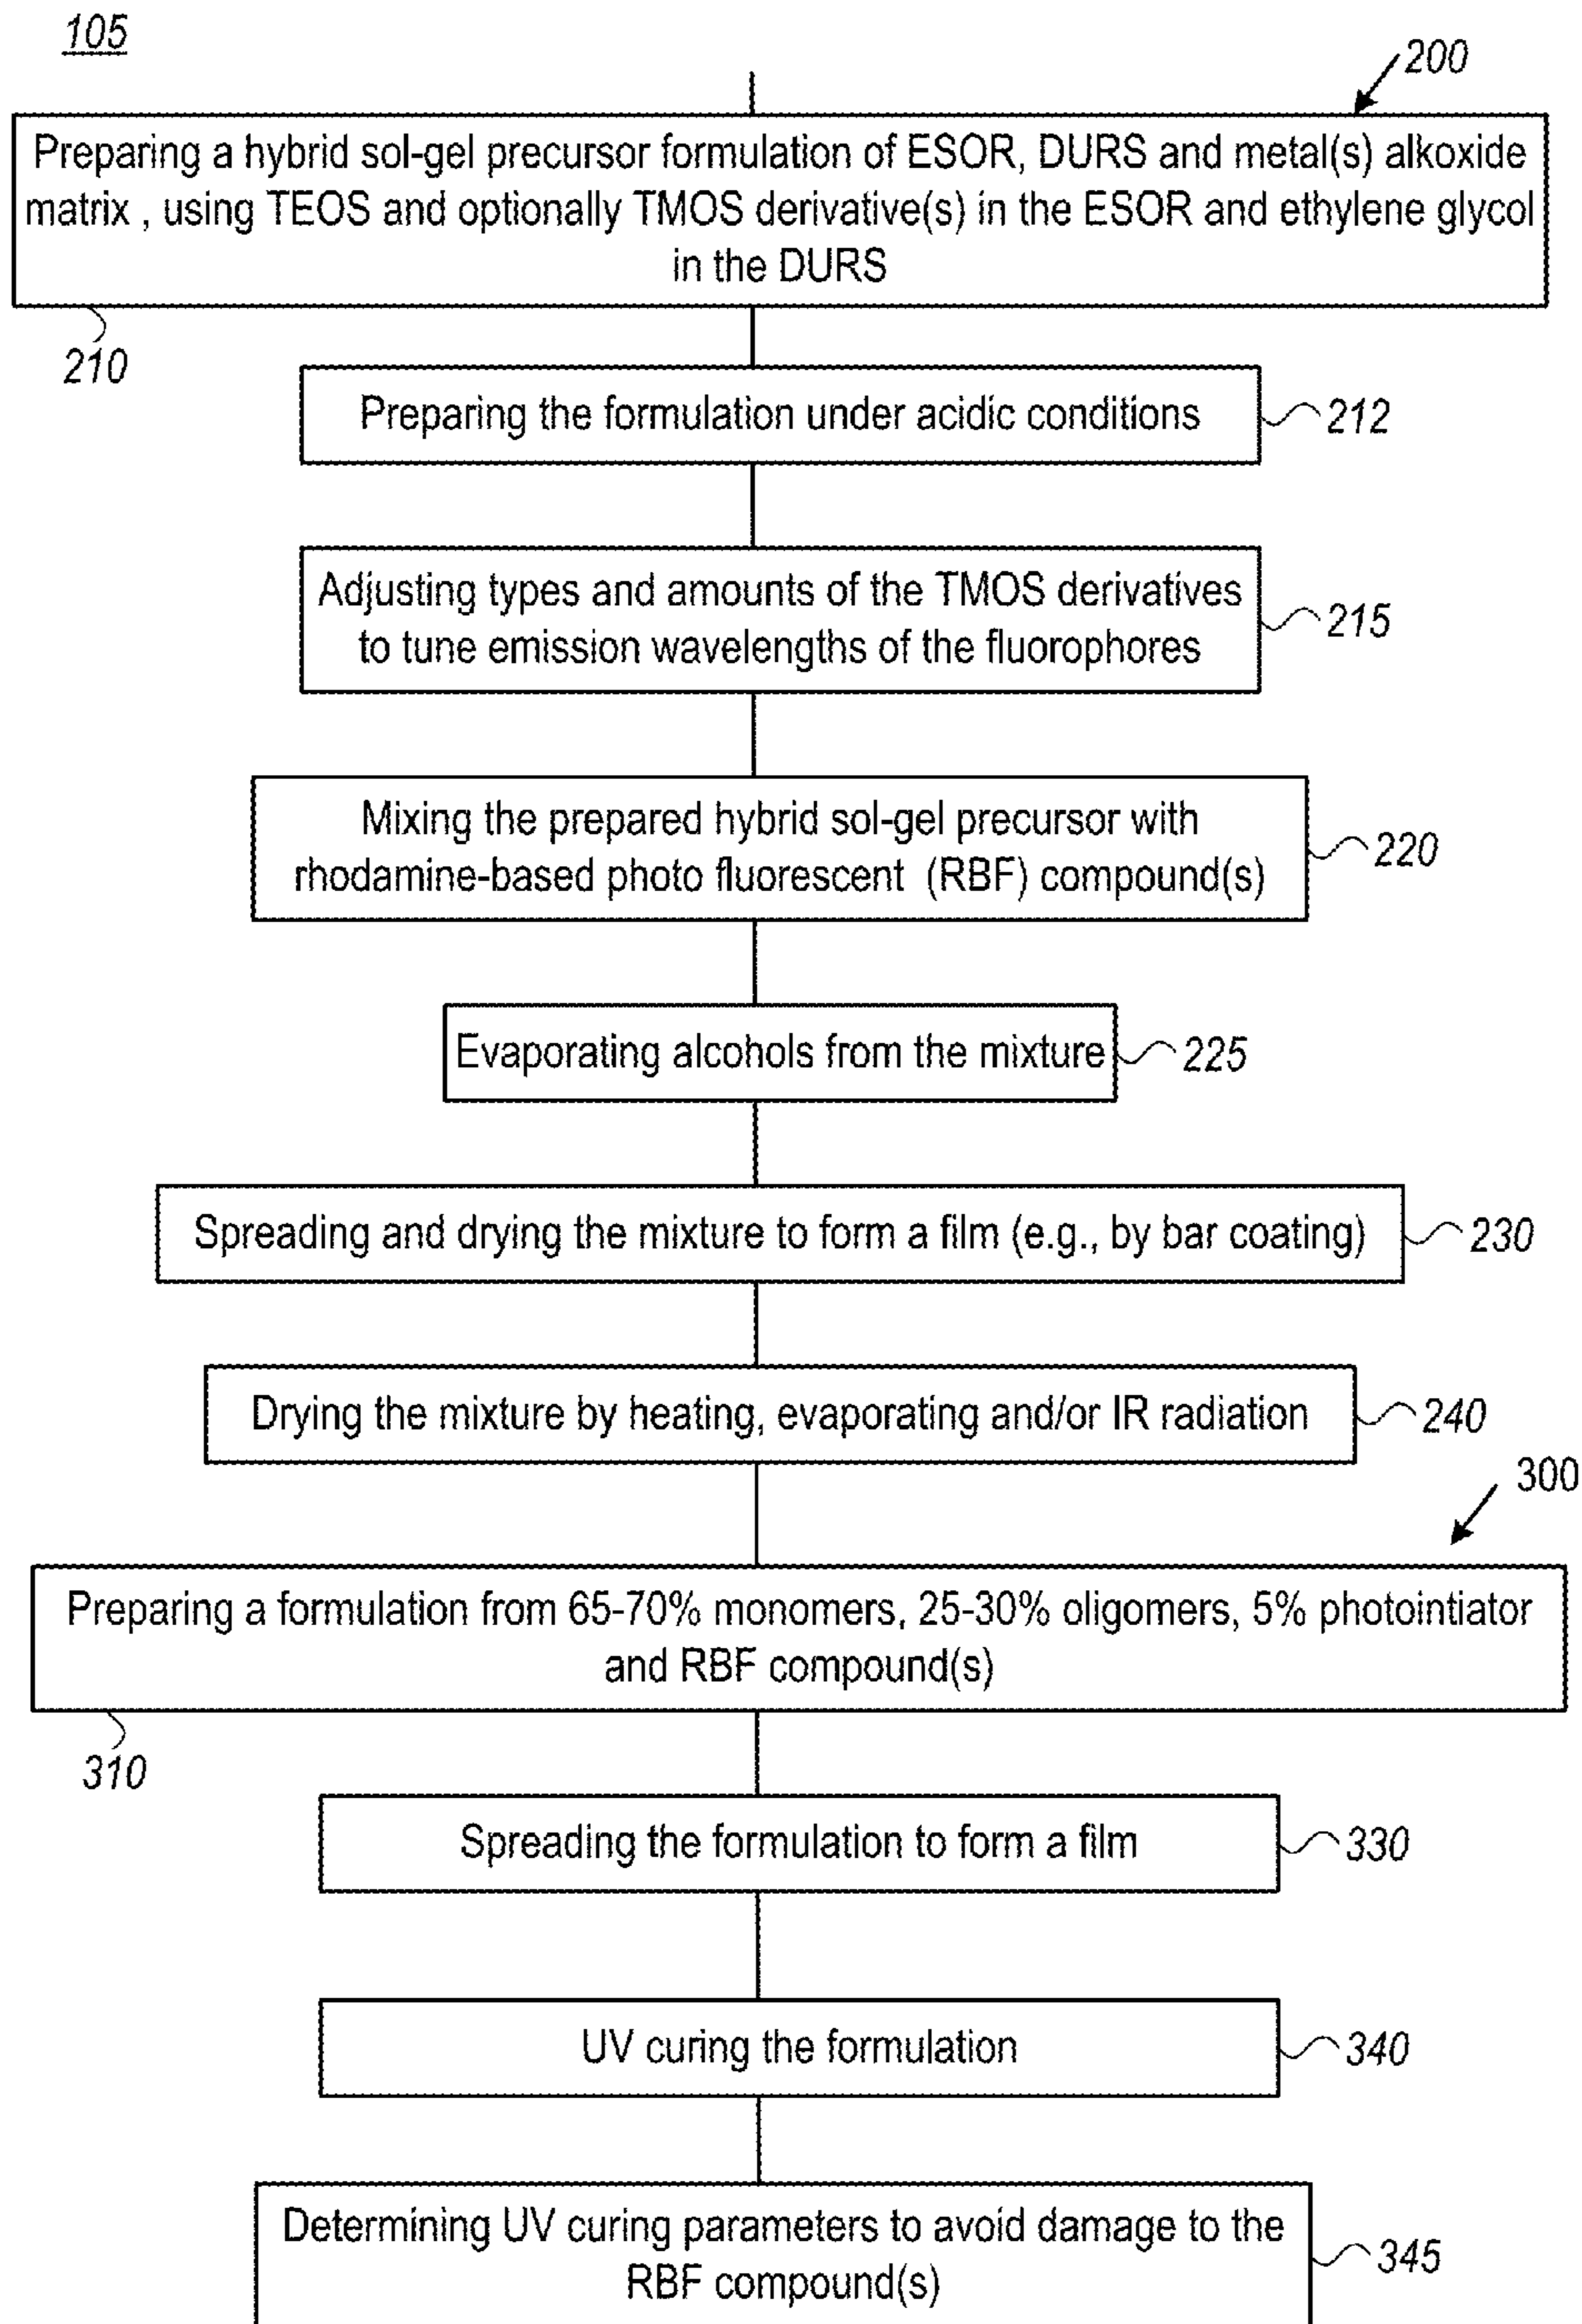 105
200
Preparing a hybrid sol-gel precursor formulation of ESOR, DURS and metal(s) alkoxide
matrix , using TEOS and optionally TMOS derivative(s) in the ESOR and ethylene glycol
in the DURS
210
Preparing the formulation under acidic conditions
212
Adjusting types and amounts of the TMOS derivatives
to tune emission wavelengths of the fluorophores
215
Mixing the prepared hybrid sol-gel precursor with
rhodamine-based photo fluorescent (RBF) compound(s)
220
Evaporating alcohols from the mixture
225
Spreading and drying the mixture to form a film (e.g., by bar coating)
230
Drying the mixture by heating, evaporating and/or IR radiation
240
300
Preparing a formulation from 65-70% monomers, 25-30% oligomers, 5% photointiator
and RBF compound(s)
310
Spreading the formulation to form a film
330
UV curing the formulation
340
Determining UV curing parameters to avoid damage to the
RBF compound(s)
345